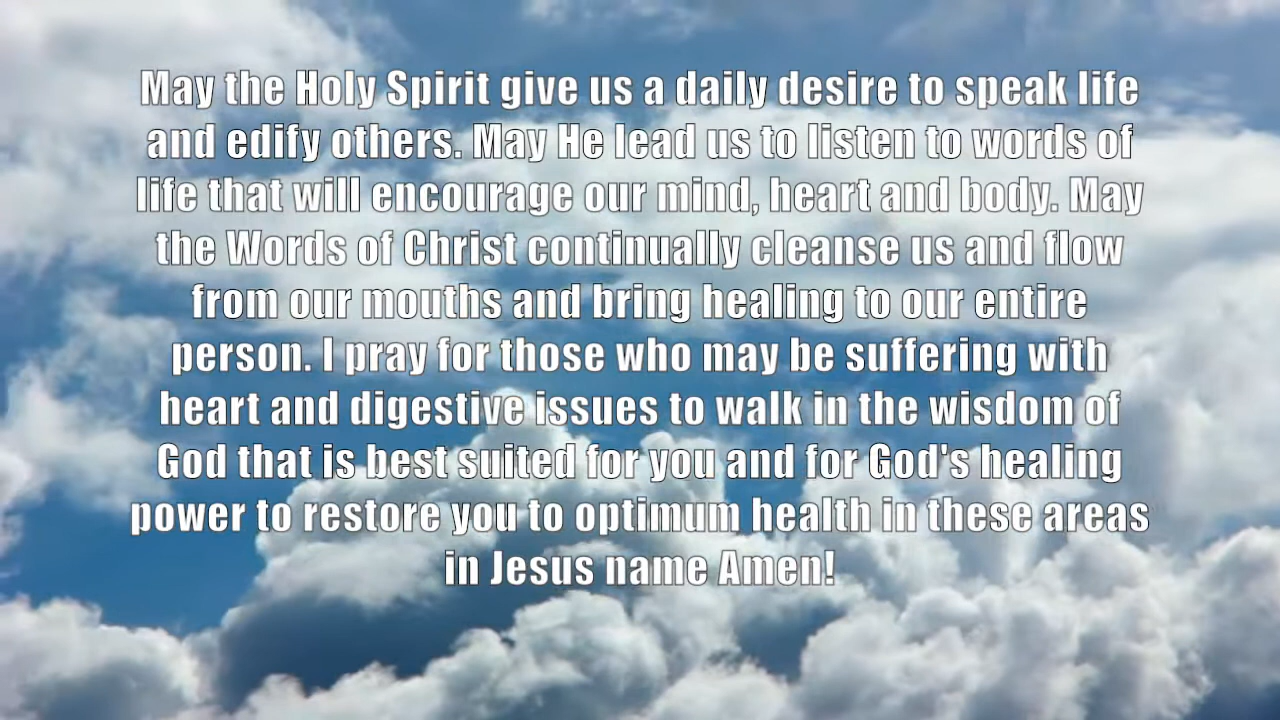 May the Holy Spirit give us a daily desire to speak life
and edify others. May He lead us to listen to words of
life that will encourage our mind, heart and body. May
the Words of Christ continually cleanse us and flow
from our mouths and bring healing to our entire
person. I pray for those who may be suffering with
heart and digestive issues to walk in the wisdom of
God that is best suited for you and for God's healing
power to restore you to optimum health in these areas
in Jesus name Amen!